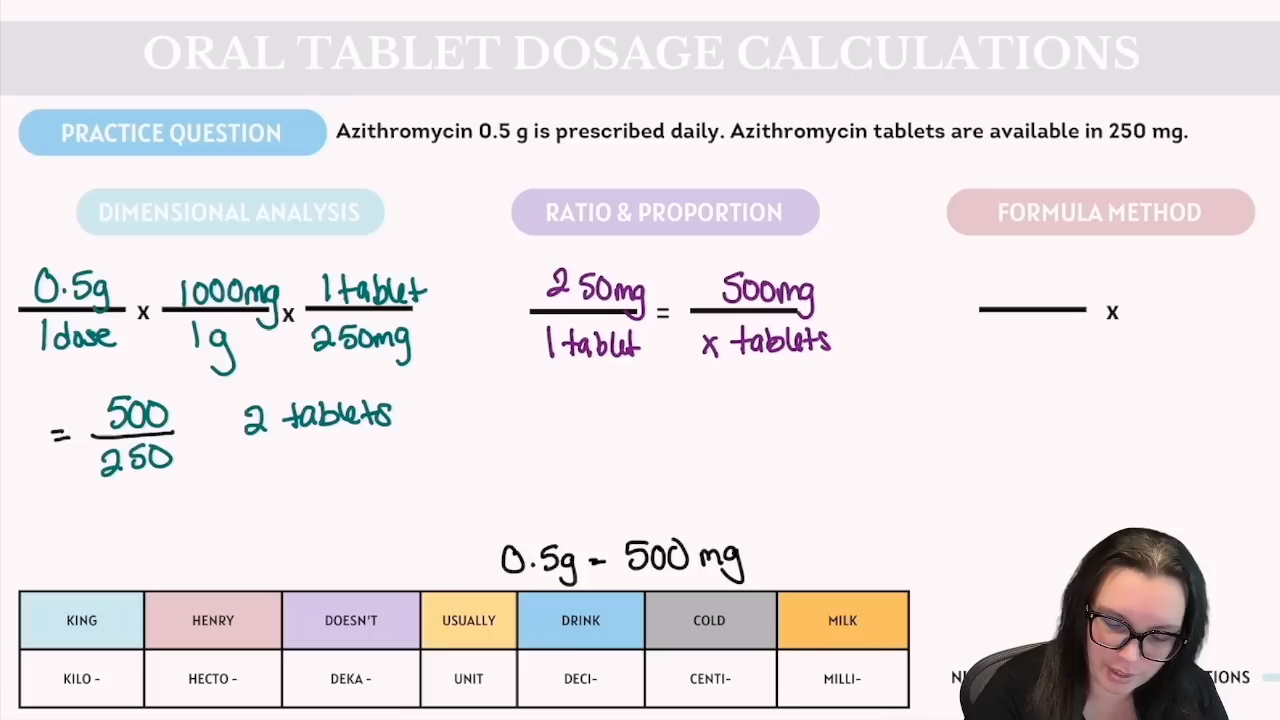 ORAL TABLET DOSAGE CALCULATIONS
PRACTICE QUESTION
Azithromycin 0.5 g is prescribed daily. Azithromycin tablets are available in 250 mg.
DIMENSIONAL ANALYSIS
0.5g x 1000mg x 1 tablet
1 dose 1g 250mg
= 500 2 tablets
250
RATIO & PROPORTION
250mg = 500mg
1 tablet x tablets
FORMULA METHOD
x
0.5g = 500 mg
KING HENRY DOESN'T USUALLY DRINK COLD MILK
KILO - HECTO - DEKA - UNIT DECI- CENTI- MILLI-